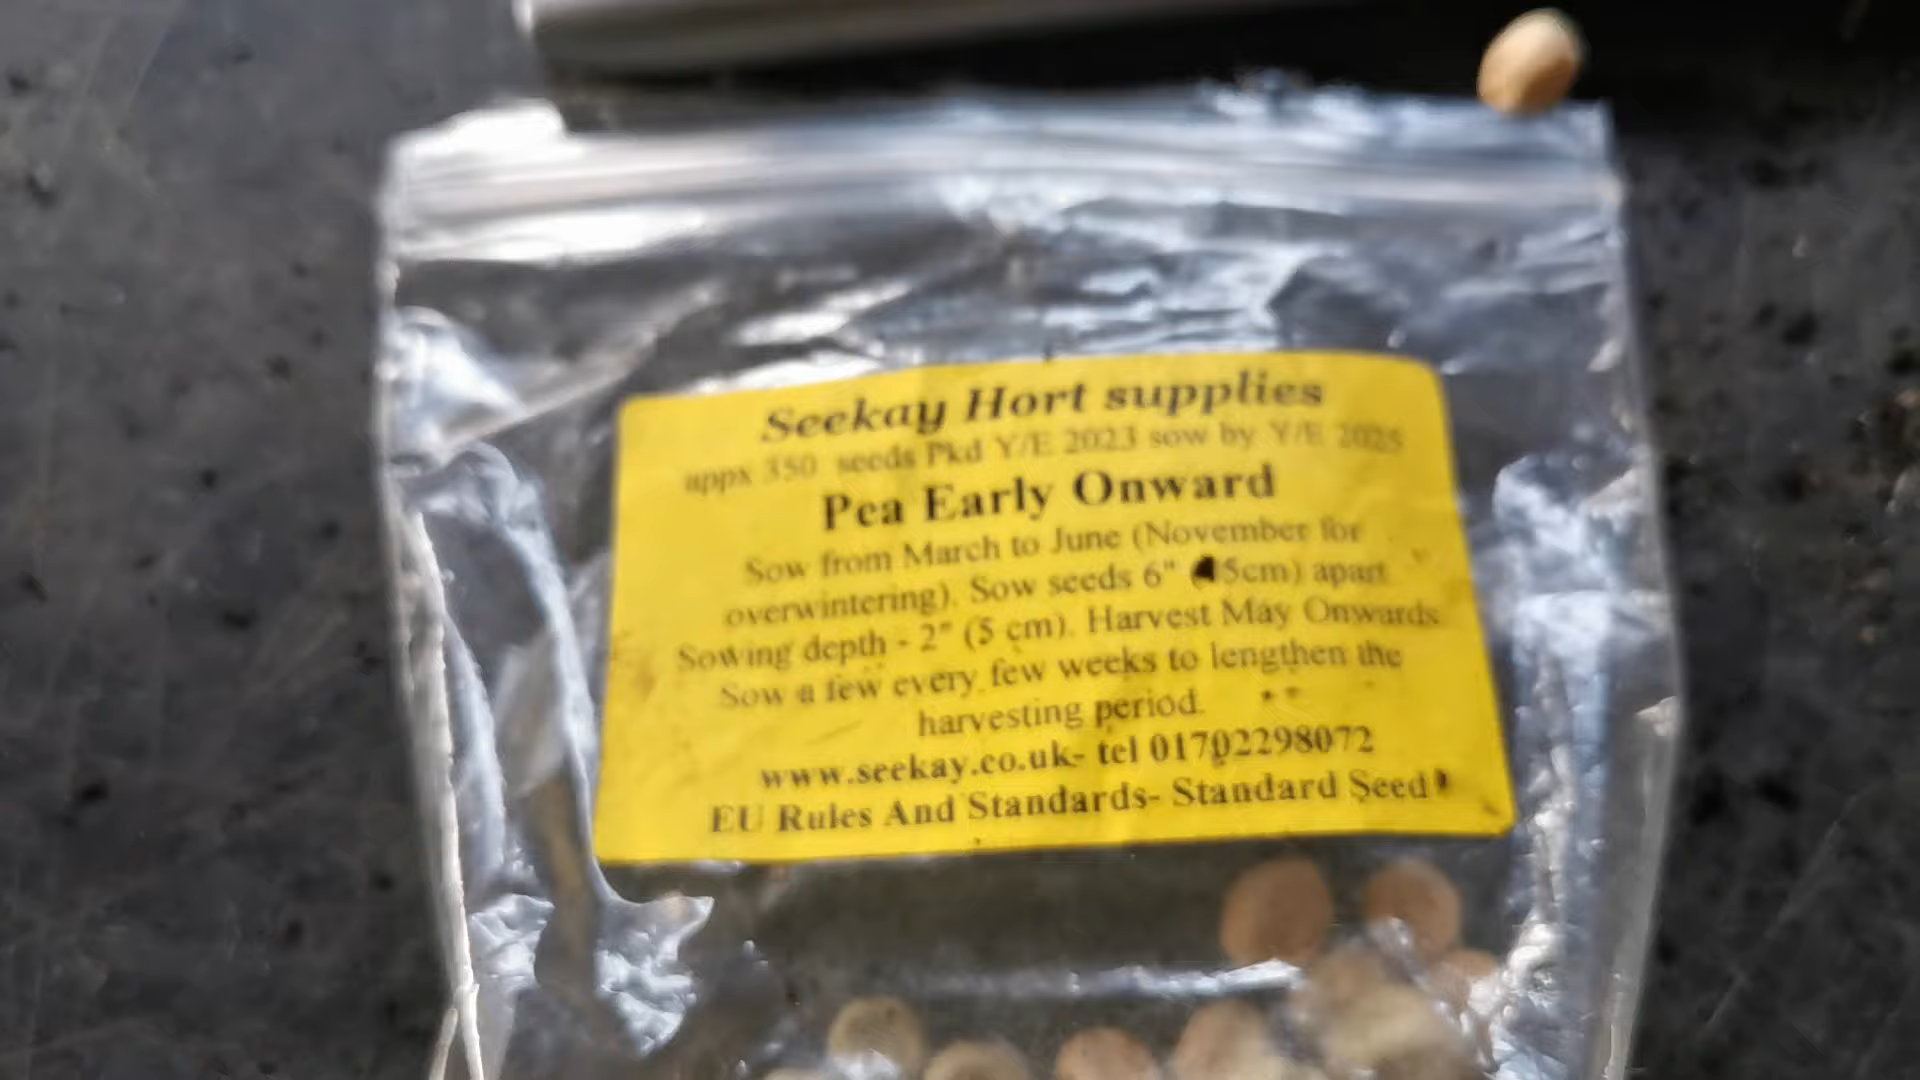 Seekay Hort supplies
appx 350 seeds Pkd Y/E 2023 sow by Y/E 2025
Pea Early Onward
Sow from March to June (November for
overwintering). Sow seeds 6" (15cm) apart
Sowing depth - 2" (5 cm). Harvest May Onwards
Sow a few every few weeks to lengthen the
harvesting period.
www.seekay.co.uk- tel 01702298072
EU Rules And Standards- Standard Seed